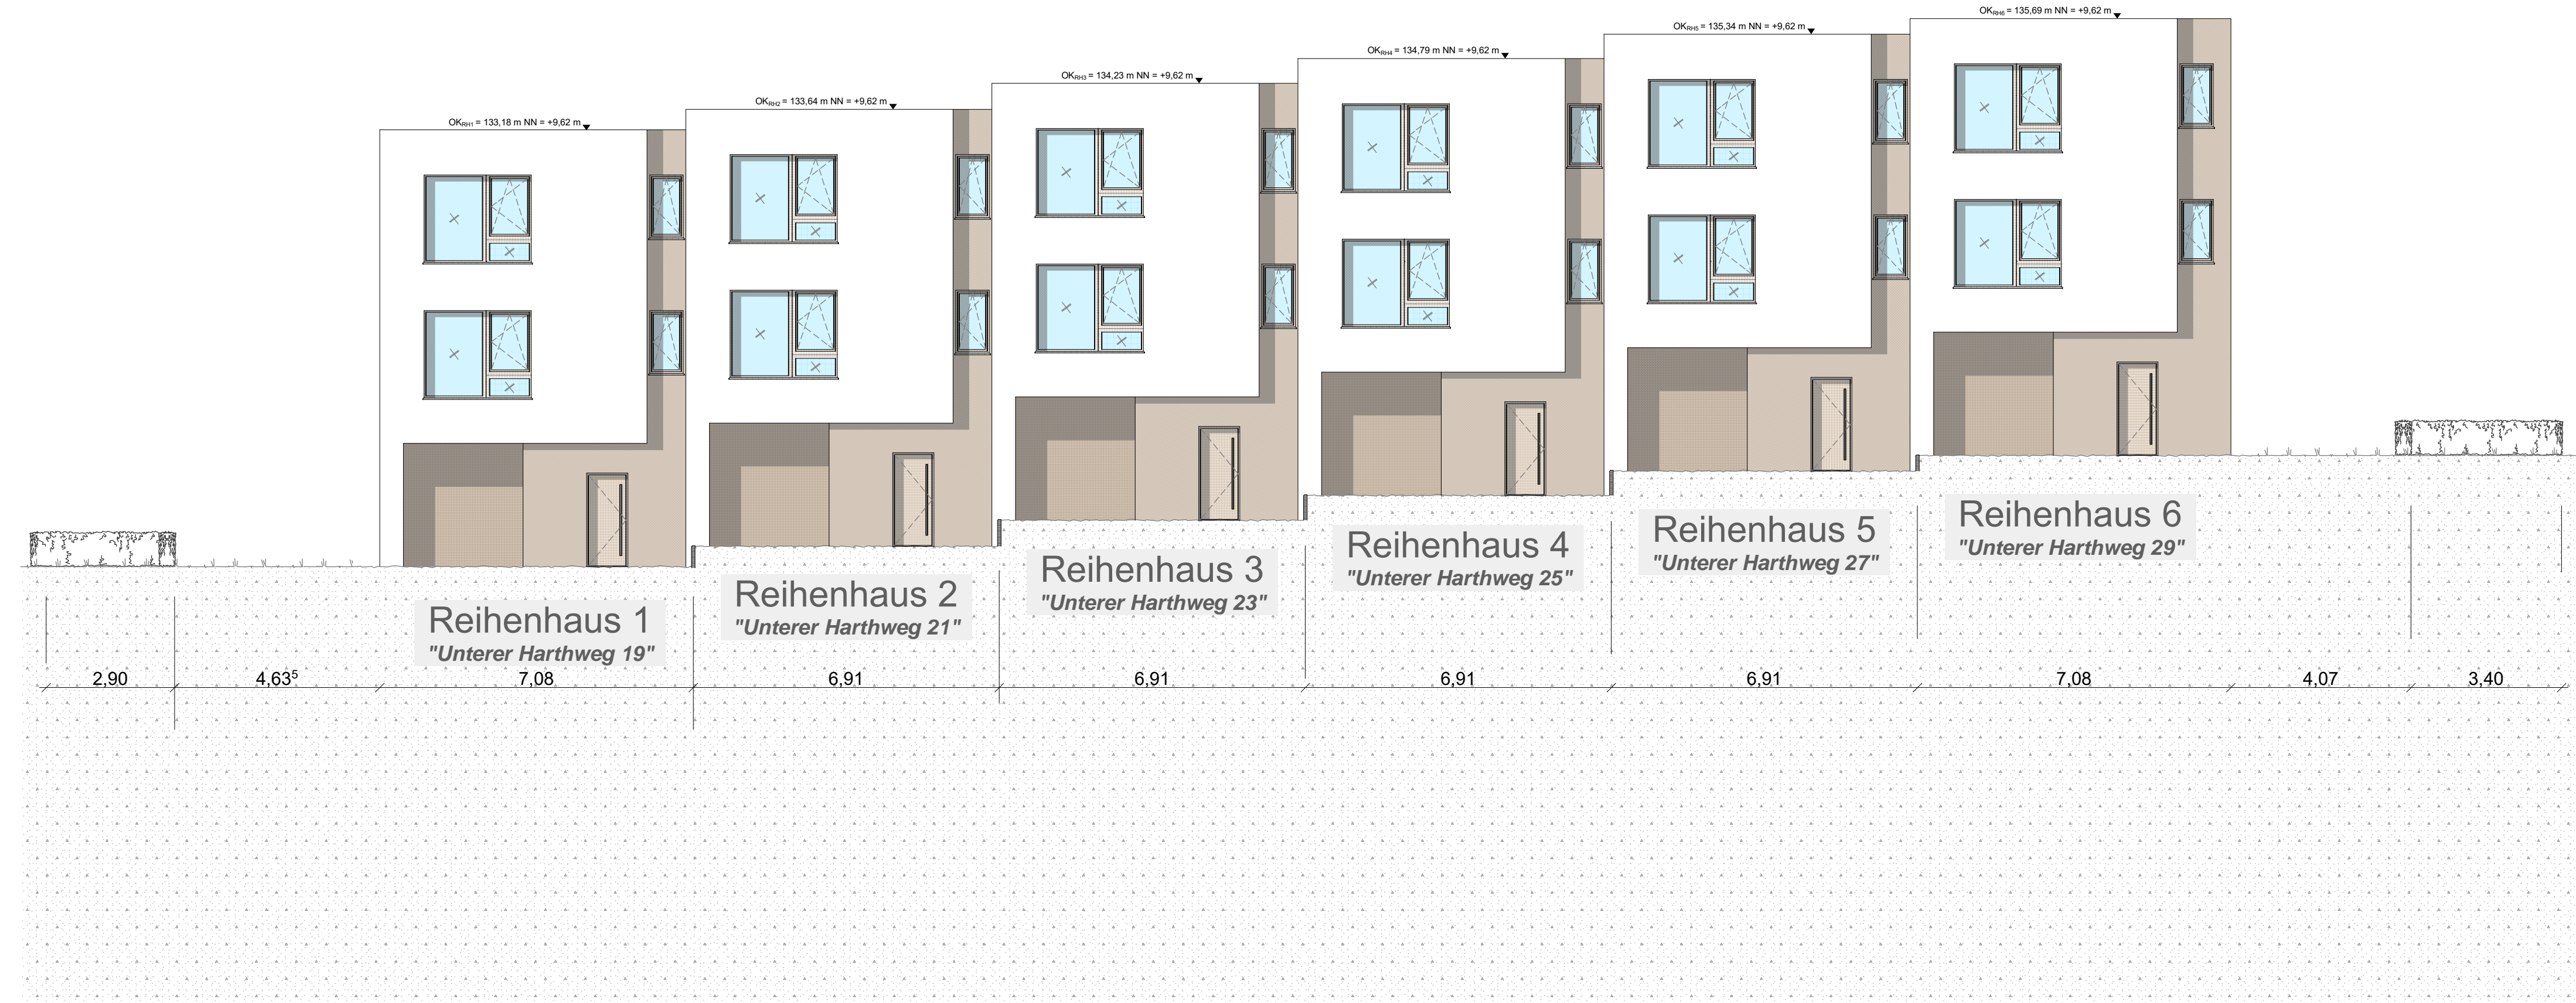 OKRH1 = 133,18 m NN = +9,62 m
OKRH2 = 133,64 m NN = +9,62 m
OKRH3 = 134,23 m NN = +9,62 m
OKRH4 = 134,79 m NN = +9,62 m
OKRH5 = 135,34 m NN = +9,62 m
OKRH6 = 135,69 m NN = +9,62 m
Reihenhaus 1
"Unterer Harthweg 19"
Reihenhaus 2
"Unterer Harthweg 21"
Reihenhaus 3
"Unterer Harthweg 23"
Reihenhaus 4
"Unterer Harthweg 25"
Reihenhaus 5
"Unterer Harthweg 27"
Reihenhaus 6
"Unterer Harthweg 29"
2,90 4,63⁵ 7,08 6,91 6,91 6,91 6,91 7,08 4,07 3,40